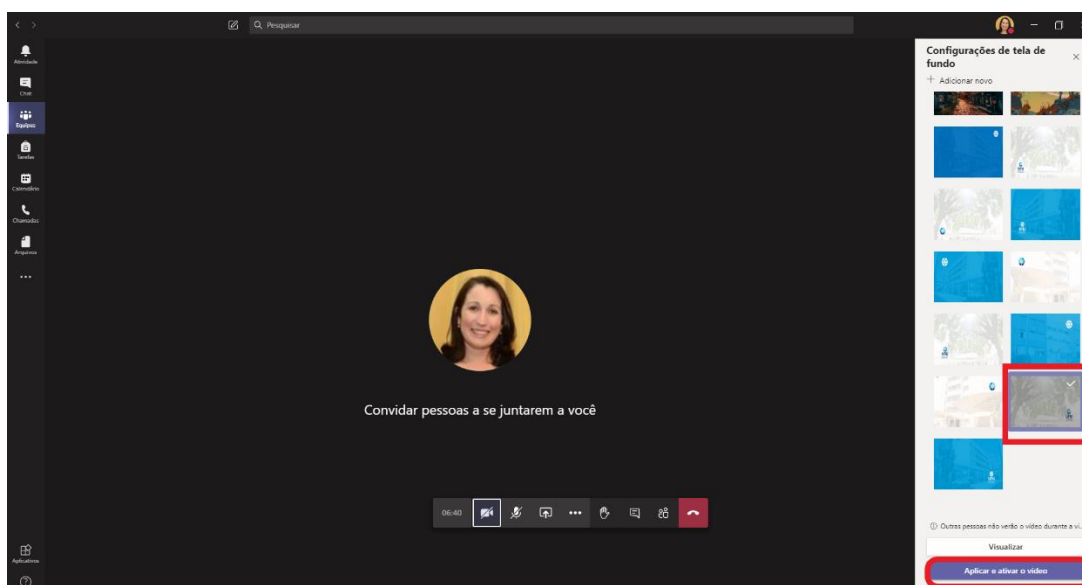 Pesquisar
Atividade
Chat
Equipes
Tarefas
Calendário
Chamadas
Arquivos
Aplicativos
Convidar pessoas a se juntarem a você
06:40
Configurações de tela de
fundo
Adicionar novo
Outras pessoas não verão o vídeo durante a vi...
Visualizar
Aplicar e ativar o vídeo